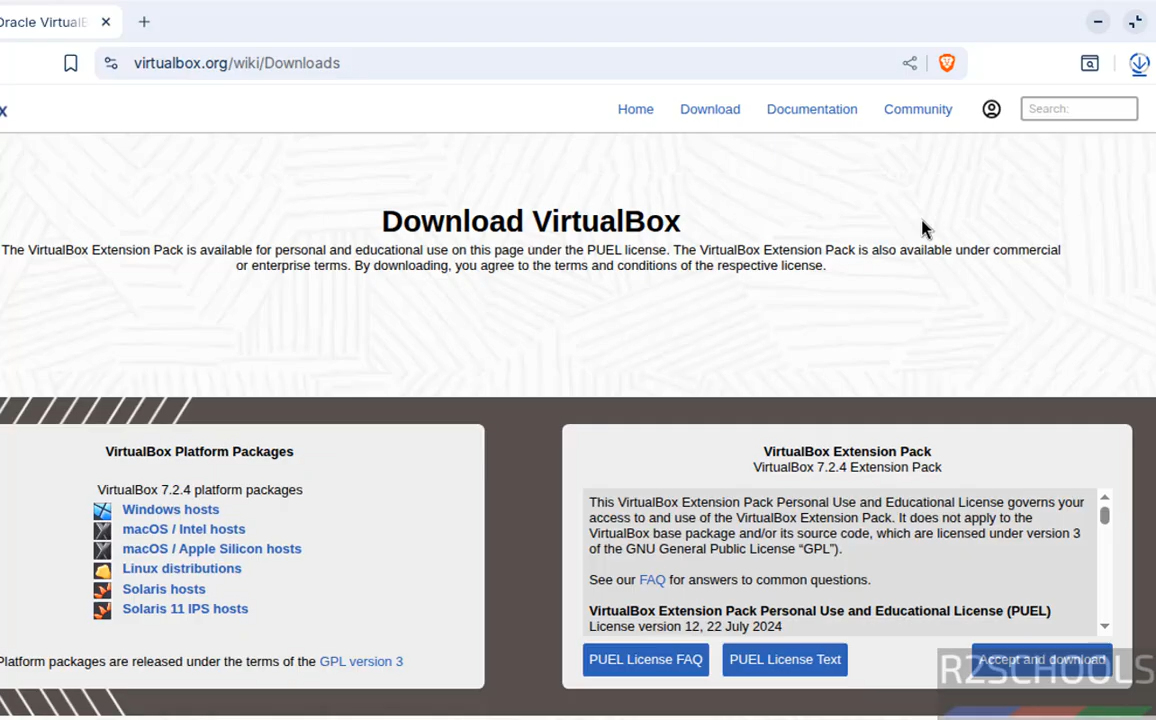 Oracle VirtualB
virtualbox.org/wiki/Downloads
x
Home
Download
Documentation
Community
Search:
Download VirtualBox
The VirtualBox Extension Pack is available for personal and educational use on this page under the PUEL license. The VirtualBox Extension Pack is also available under commercial
or enterprise terms. By downloading, you agree to the terms and conditions of the respective license.
VirtualBox Platform Packages
VirtualBox 7.2.4 platform packages
Windows hosts
macOS / Intel hosts
macOS / Apple Silicon hosts
Linux distributions
Solaris hosts
Solaris 11 IPS hosts
Platform packages are released under the terms of the GPL version 3
VirtualBox Extension Pack
VirtualBox 7.2.4 Extension Pack
This VirtualBox Extension Pack Personal Use and Educational License governs your
access to and use of the VirtualBox Extension Pack. It does not apply to the
VirtualBox base package and/or its source code, which are licensed under version 3
of the GNU General Public License “GPL”).
See our FAQ for answers to common questions.
VirtualBox Extension Pack Personal Use and Educational License (PUEL)
License version 12, 22 July 2024
PUEL License FAQ
PUEL License Text
Accept and download
R2SCHOOLS